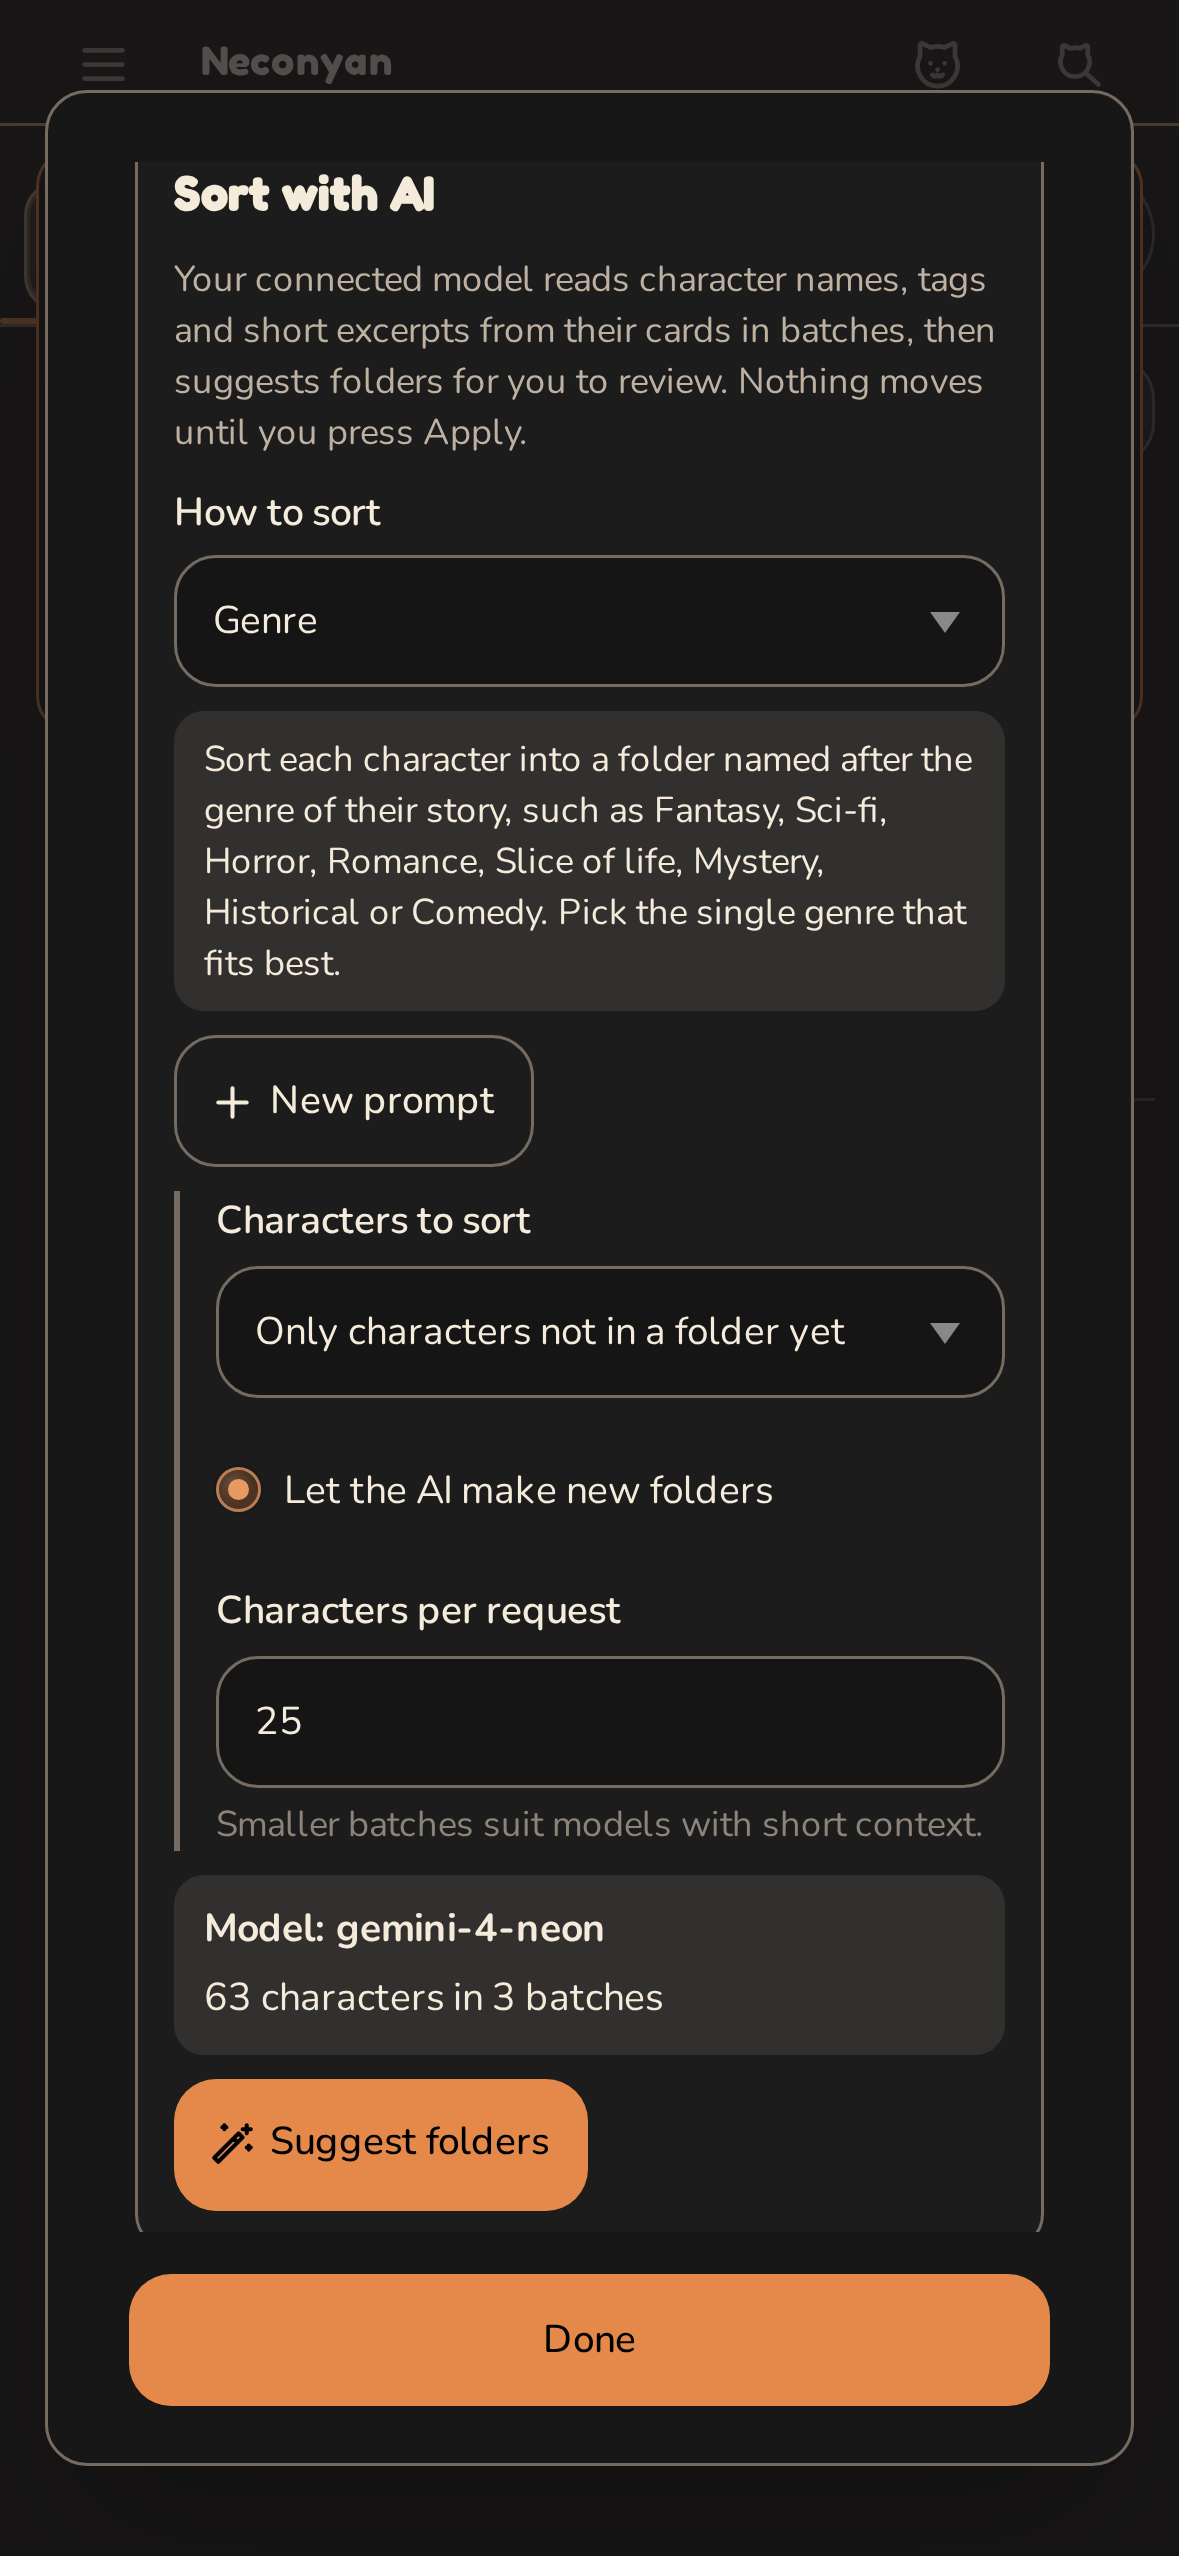 Neconyan
Sort with AI
Your connected model reads character names, tags
and short excerpts from their cards in batches, then
suggests folders for you to review. Nothing moves
until you press Apply.
How to sort
Genre
Sort each character into a folder named after the
genre of their story, such as Fantasy, Sci-fi,
Horror, Romance, Slice of life, Mystery,
Historical or Comedy. Pick the single genre that
fits best.
New prompt
Characters to sort
Only characters not in a folder yet
Let the AI make new folders
Characters per request
25
Smaller batches suit models with short context.
Model: gemini-4-neon
63 characters in 3 batches
Suggest folders
Done